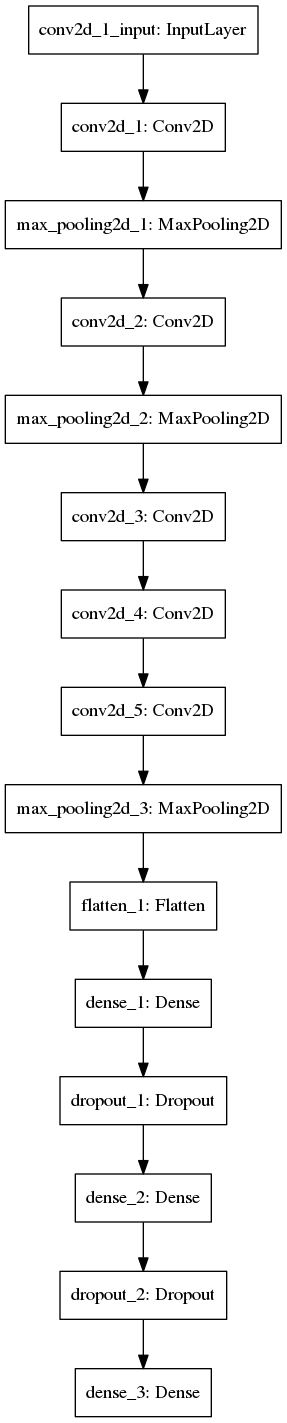 conv2d_1_input: InputLayer
conv2d_1: Conv2D
max_pooling2d_1: MaxPooling2D
conv2d_2: Conv2D
max_pooling2d_2: MaxPooling2D
conv2d_3: Conv2D
conv2d_4: Conv2D
conv2d_5: Conv2D
max_pooling2d_3: MaxPooling2D
flatten_1: Flatten
dense_1: Dense
dropout_1: Dropout
dense_2: Dense
dropout_2: Dropout
dense_3: Dense